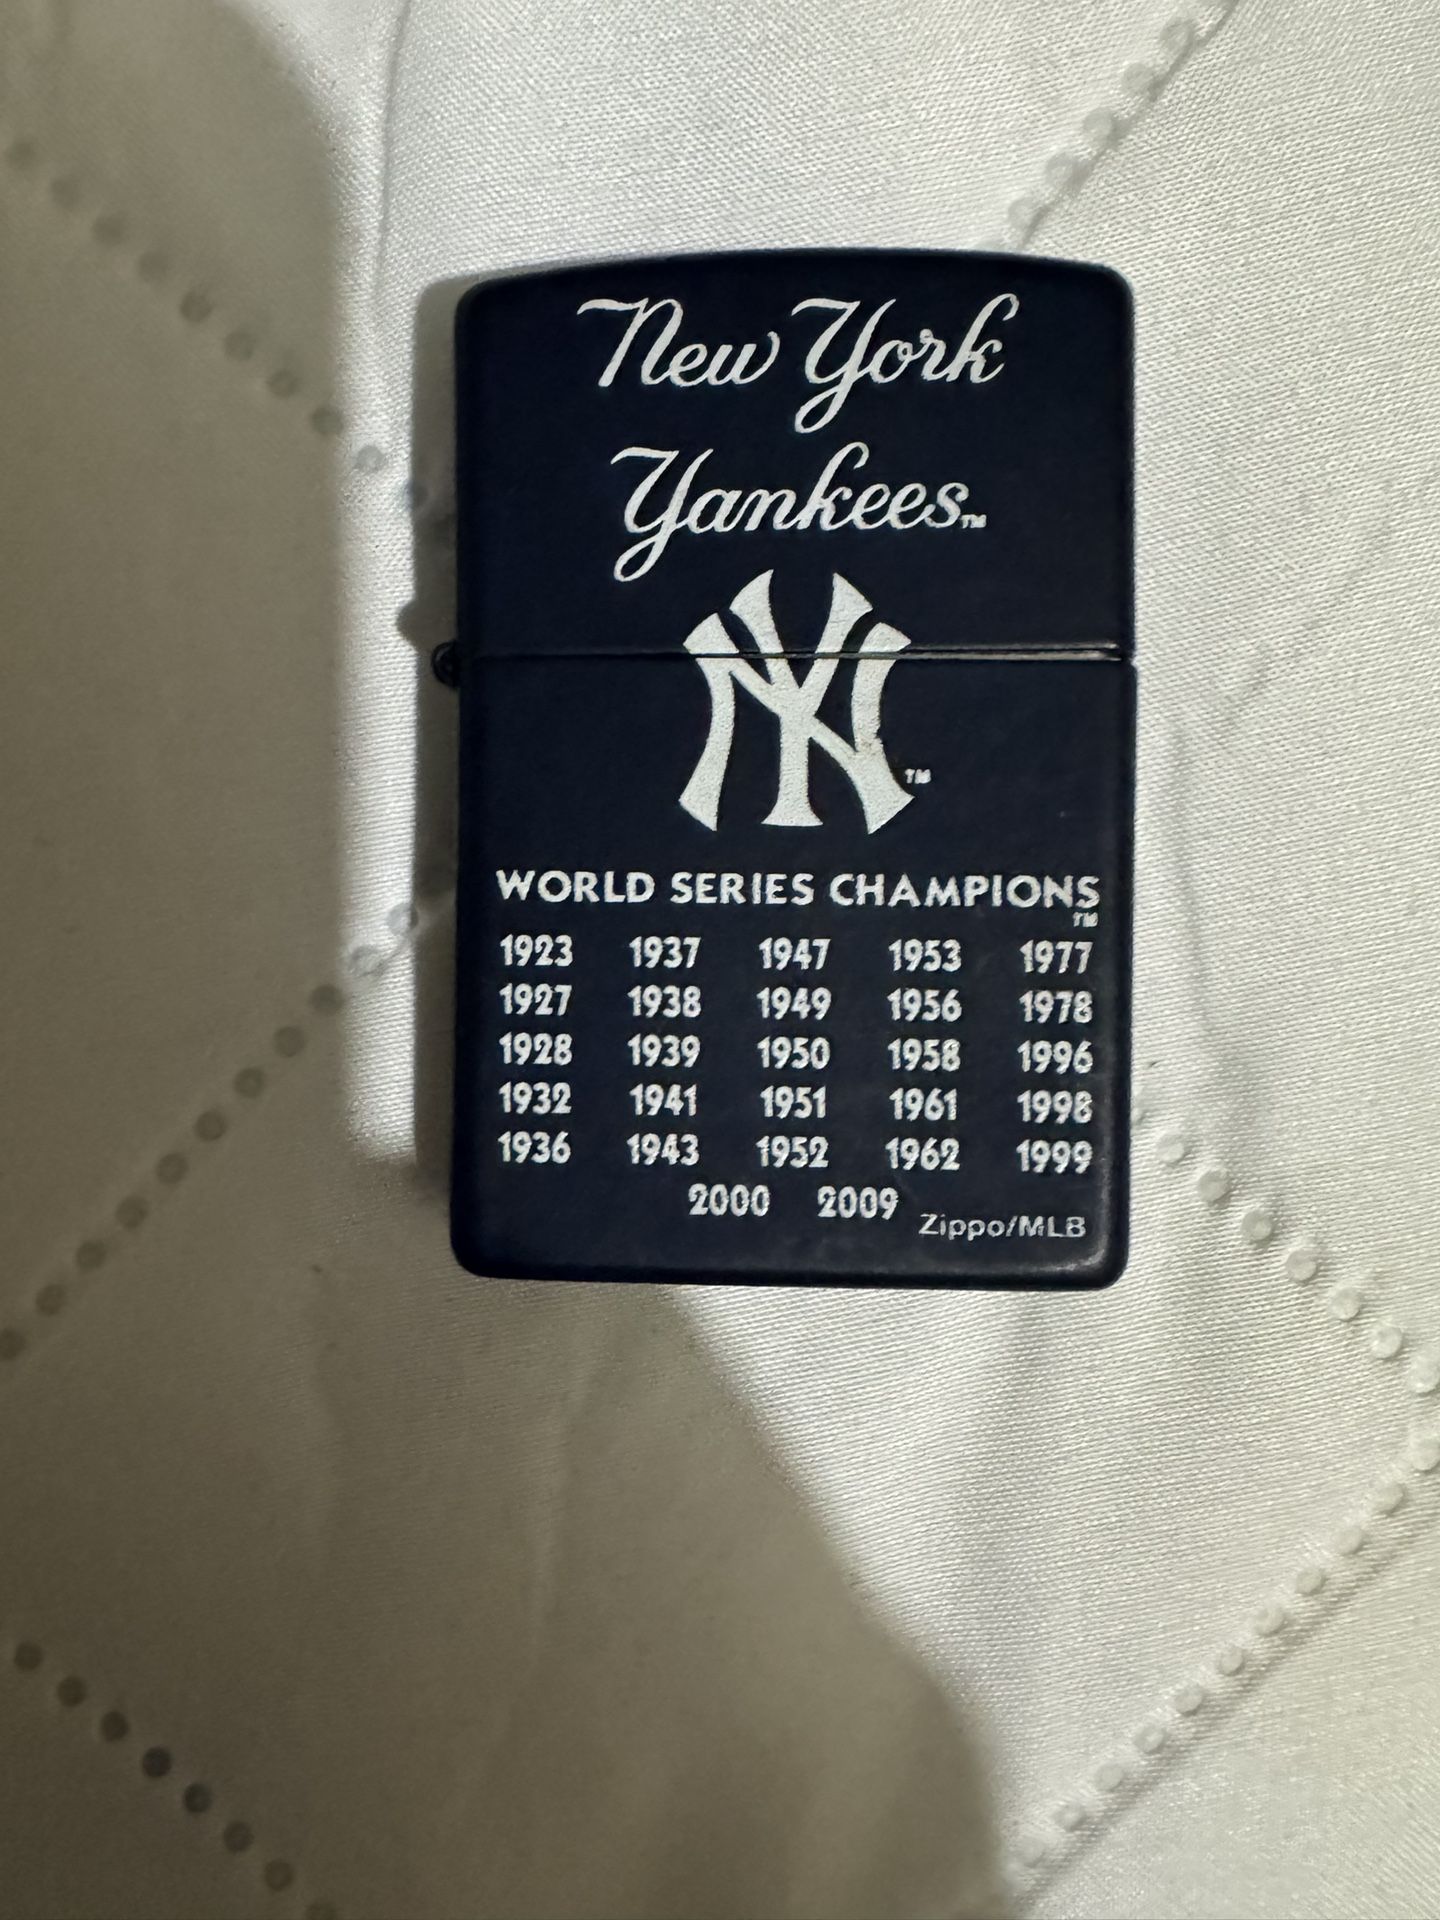 New York
Yankees™
NY™
WORLD SERIES CHAMPIONS™
1923 1937 1947 1953 1977
1927 1938 1949 1956 1978
1928 1939 1950 1958 1996
1932 1941 1951 1961 1998
1936 1943 1952 1962 1999
2000 2009
Zippo/MLB